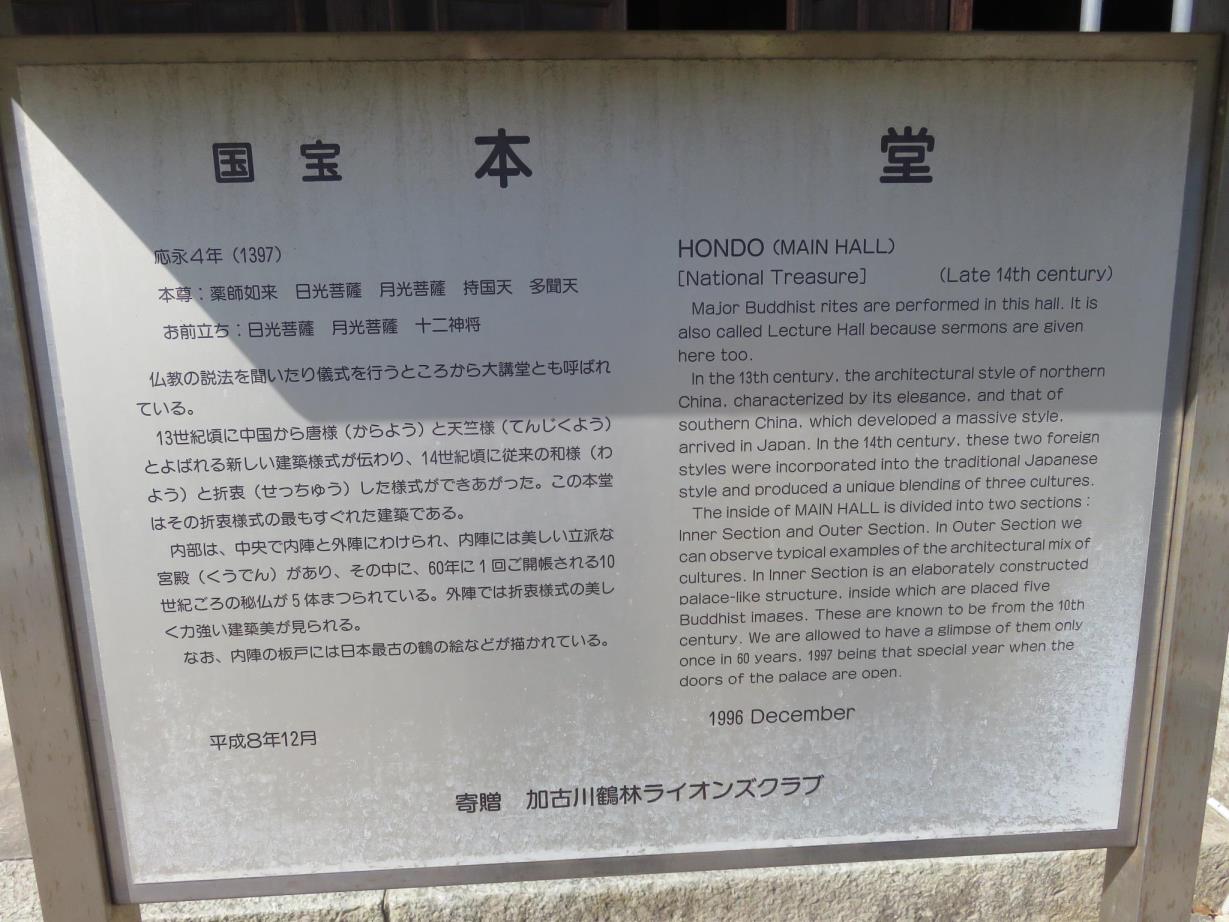 国宝 本堂
応永4年（1397）
本尊：薬師如来 日光菩薩 月光菩薩 持国天 多聞天
お前立ち：日光菩薩 月光菩薩 十二神将
仏教の説法を聞いたり儀式を行うところから大講堂とも呼ばれ
ている。
13世紀頃に中国から唐様（からよう）と天竺様（てんじくよう）
とよばれる新しい建築様式が伝わり、14世紀頃に従来の和様（わ
よう）と折衷（せっちゅう）した様式ができあがった。この本堂
はその折衷様式の最もすぐれた建築である。
内部は、中央で内陣と外陣にわけられ、内陣には美しい立派な
宮殿（くうでん）があり、その中に、60年に1回ご開帳される10
世紀ごろの秘仏が5体まつられている。外陣では折衷様式の美し
く力強い建築美が見られる。
なお、内陣の板戸には日本最古の鶴の絵などが描かれている。
平成8年12月
HONDO (MAIN HALL)
[National Treasure] (Late 14th century)
Major Buddhist rites are performed in this hall. It is
also called Lecture Hall because sermons are given
here too.
In the 13th century, the architectural style of northern
China, characterized by its elegance, and that of
southern China, which developed a massive style,
arrived in Japan. In the 14th century, these two foreign
styles were incorporated into the traditional Japanese
style and produced a unique blending of three cultures.
The inside of MAIN HALL is divided into two sections :
Inner Section and Outer Section. In Outer Section we
can observe typical examples of the architectural mix of
cultures. In Inner Section is an elaborately constructed
palace-like structure, inside which are placed five
Buddhist images. These are known to be from the 10th
century. We are allowed to have a glimpse of them only
once in 60 years, 1997 being that special year when the
doors of the palace are open.
1996 December
寄贈 加古川鶴林ライオンズクラブ